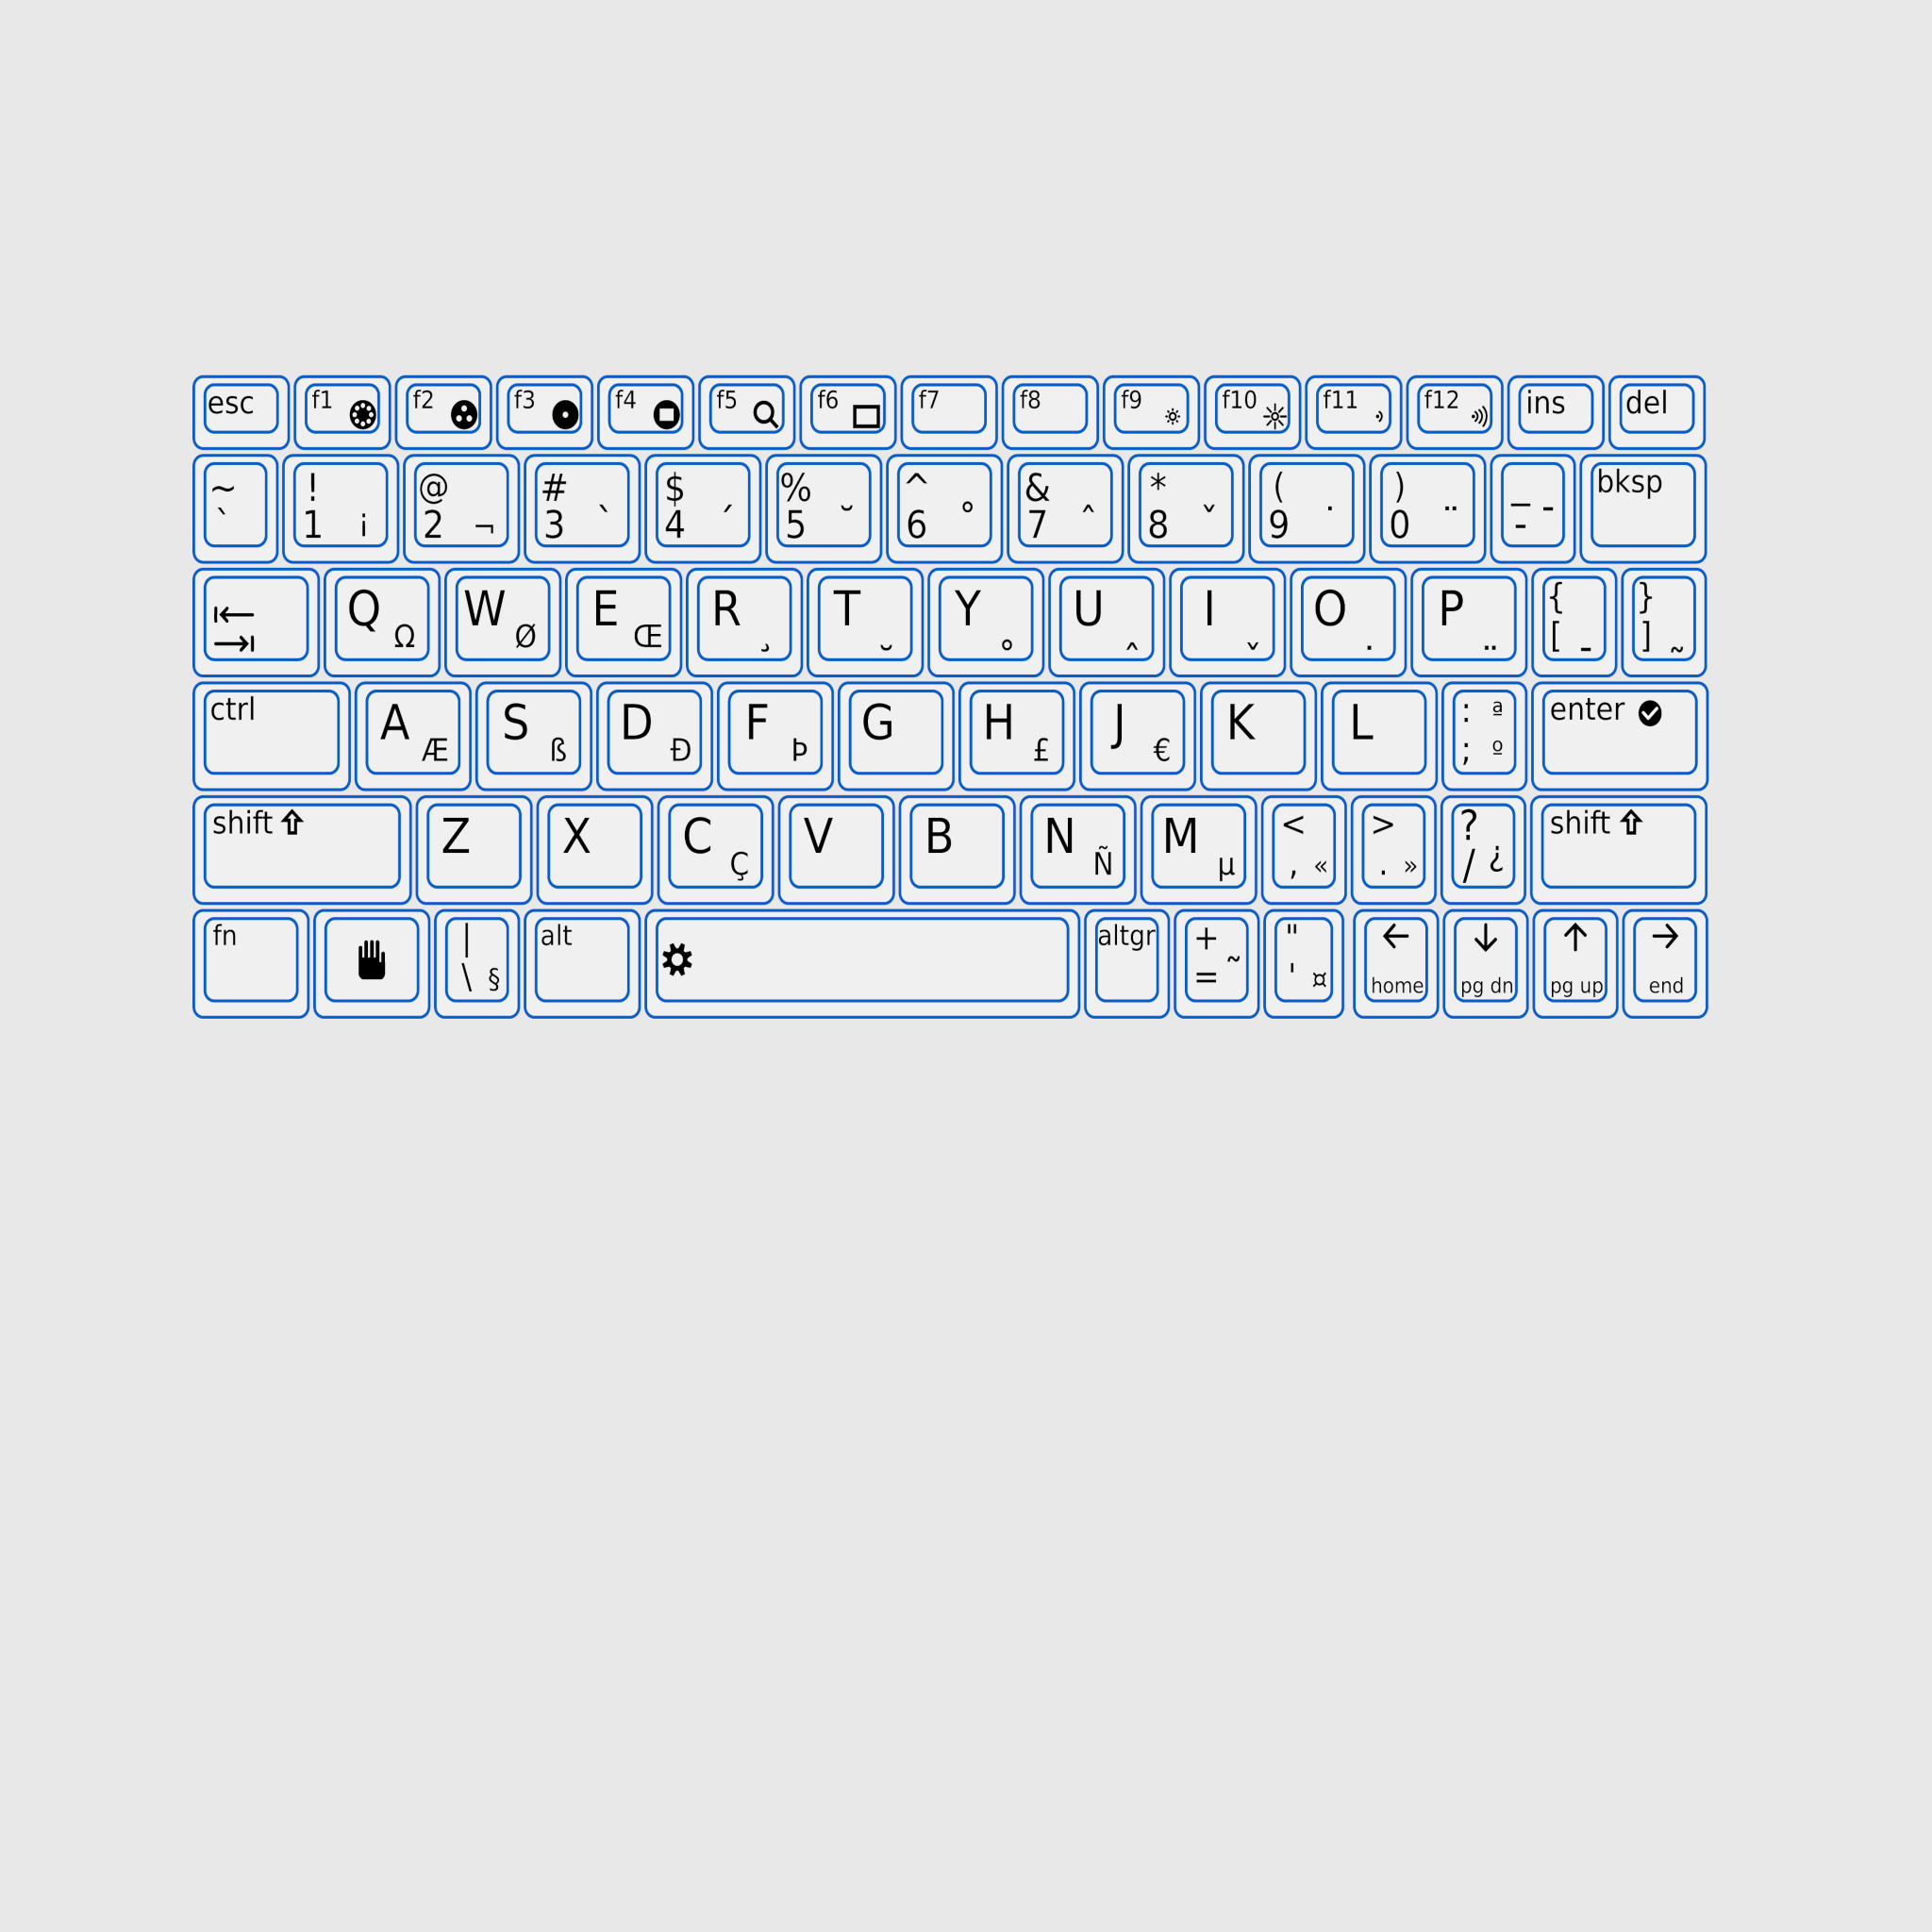 esc f1 f2 f3 f4 f5 f6 f7 f8 f9 f10 f11 f12 ins del
~ ! @ # $ % ^ & * ( ) _ - bksp
` 1 ¡ 2 ¬ 3 ` 4 ´ 5 ˘ 6 ° 7 ^ 8 ˇ 9 ˙ 0 ¨ -
Q W E R T Y U I O P { }
Ω Ø Œ ¸ ˘ ° ^ ˇ . ¨ [ - ] ~
ctrl A S D F G H J K L : ª enter
Æ ß Ð Þ £ € ; º
shift Z X C V B N M < > ? shift
Ç Ñ µ , « . » / ¿
fn | alt altgr + " ← ↓ ↑ →
\ § = ~ ' ¤ home pg dn pg up end